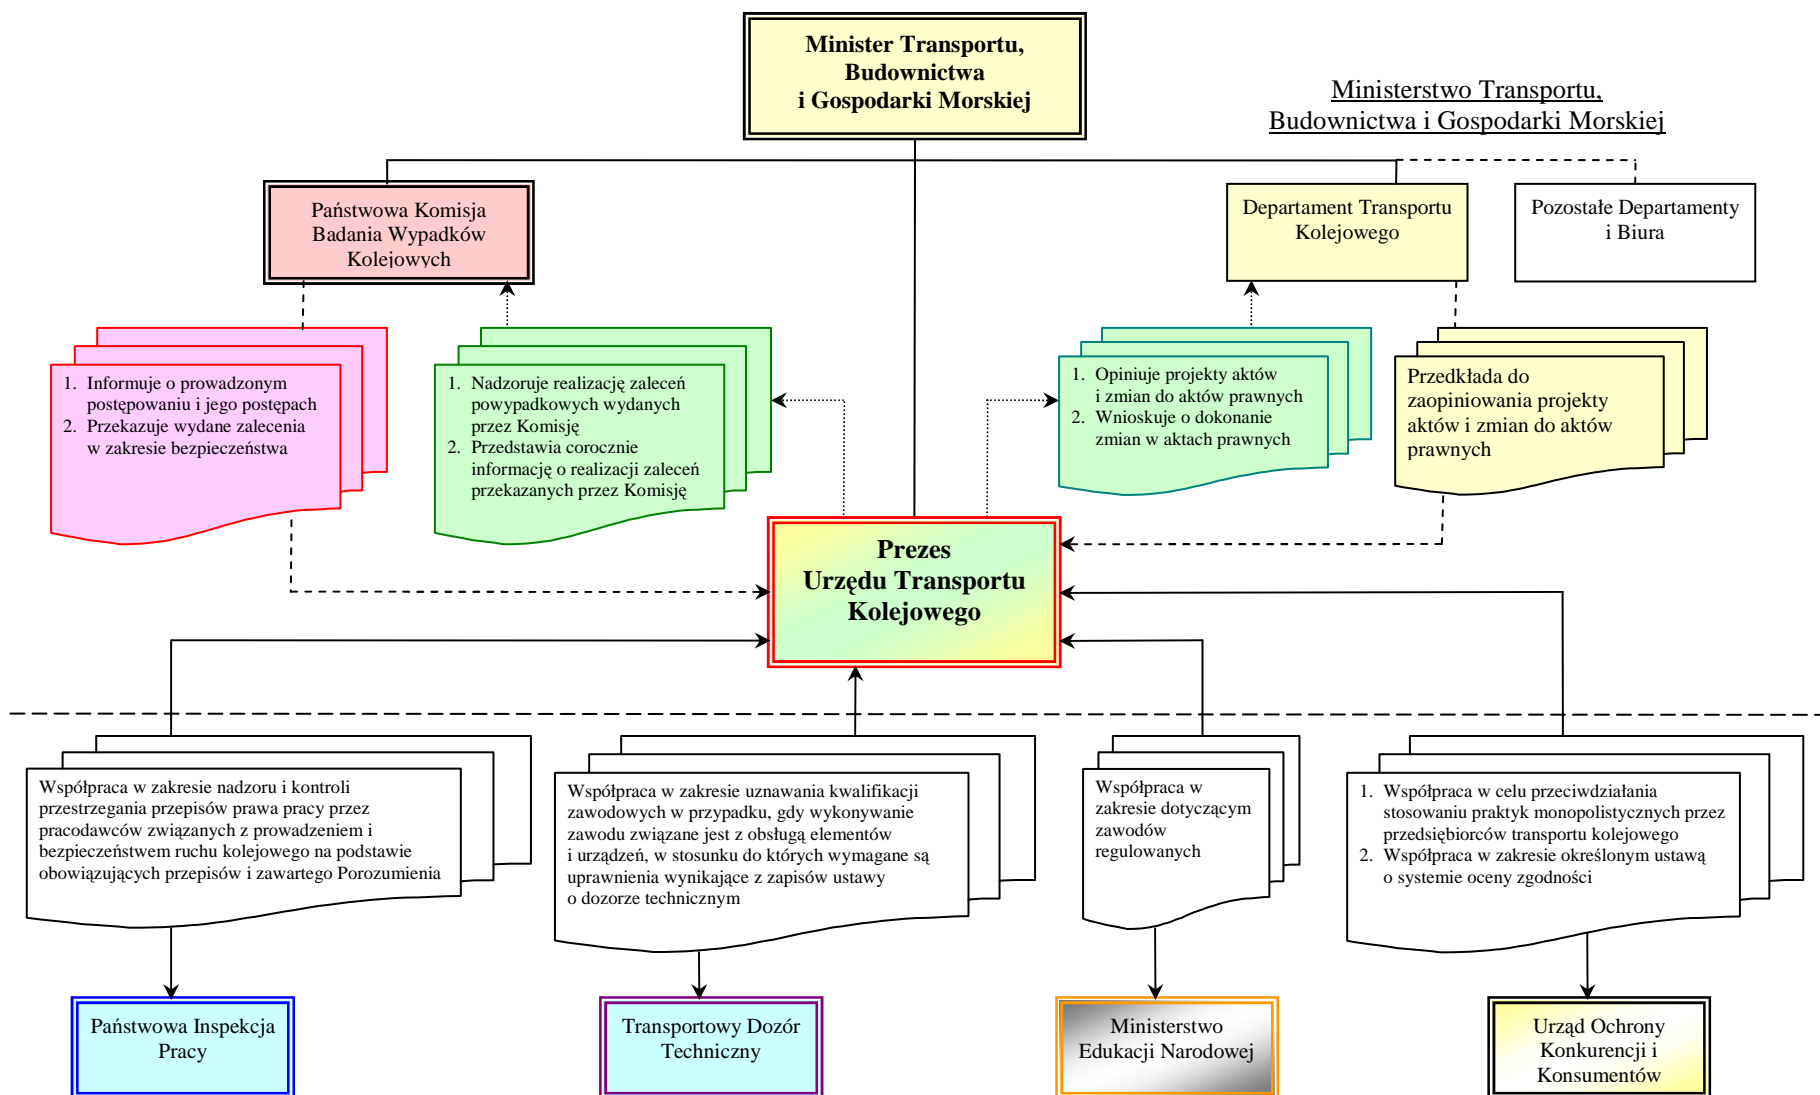 Minister Transportu,
Budownictwa
i Gospodarki Morskiej
Ministerstwo Transportu,
Budownictwa i Gospodarki Morskiej
Państwowa Komisja
Badania Wypadków
Kolejowych
Departament Transportu
Kolejowego
Pozostałe Departamenty
i Biura
1. Informuje o prowadzonym
postępowaniu i jego postępach
2. Przekazuje wydane zalecenia
w zakresie bezpieczeństwa
1. Nadzoruje realizację zaleceń
powypadkowych wydanych
przez Komisję
2. Przedstawia corocznie
informację o realizacji zaleceń
przekazanych przez Komisję
1. Opiniuje projekty aktów
i zmian do aktów prawnych
2. Wnioskuje o dokonanie
zmian w aktach prawnych
Przedkłada do
zaopiniowania projekty
aktów i zmian do aktów
prawnych
Prezes
Urzędu Transportu
Kolejowego
Współpraca w zakresie nadzoru i kontroli
przestrzegania przepisów prawa pracy przez
pracodawców związanych z prowadzeniem i
bezpieczeństwem ruchu kolejowego na podstawie
obowiązujących przepisów i zawartego Porozumienia
Współpraca w zakresie uznawania kwalifikacji
zawodowych w przypadku, gdy wykonywanie
zawodu związane jest z obsługą elementów
i urządzeń, w stosunku do których wymagane są
uprawnienia wynikające z zapisów ustawy
o dozorze technicznym
Współpraca w
zakresie dotyczącym
zawodów
regulowanych
1. Współpraca w celu przeciwdziałania
stosowaniu praktyk monopolistycznych przez
przedsiębiorców transportu kolejowego
2. Współpraca w zakresie określonym ustawą
o systemie oceny zgodności
Państwowa Inspekcja
Pracy
Transportowy Dozór
Techniczny
Ministerstwo
Edukacji Narodowej
Urząd Ochrony
Konkurencji i
Konsumentów